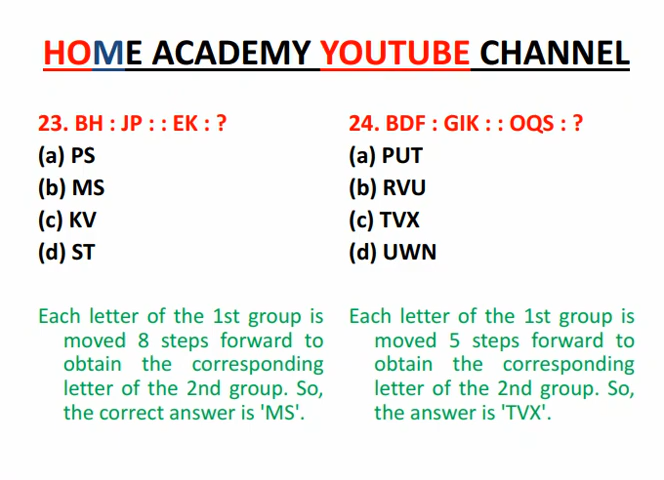 HOME ACADEMY YOUTUBE CHANNEL
23. BH : JP : : EK : ?
(a) PS
(b) MS
(c) KV
(d) ST
Each letter of the 1st group is
moved 8 steps forward to
obtain the corresponding
letter of the 2nd group. So,
the correct answer is 'MS'.
24. BDF : GIK : : OQS : ?
(a) PUT
(b) RVU
(c) TVX
(d) UWN
Each letter of the 1st group is
moved 5 steps forward to
obtain the corresponding
letter of the 2nd group. So,
the answer is 'TVX'.